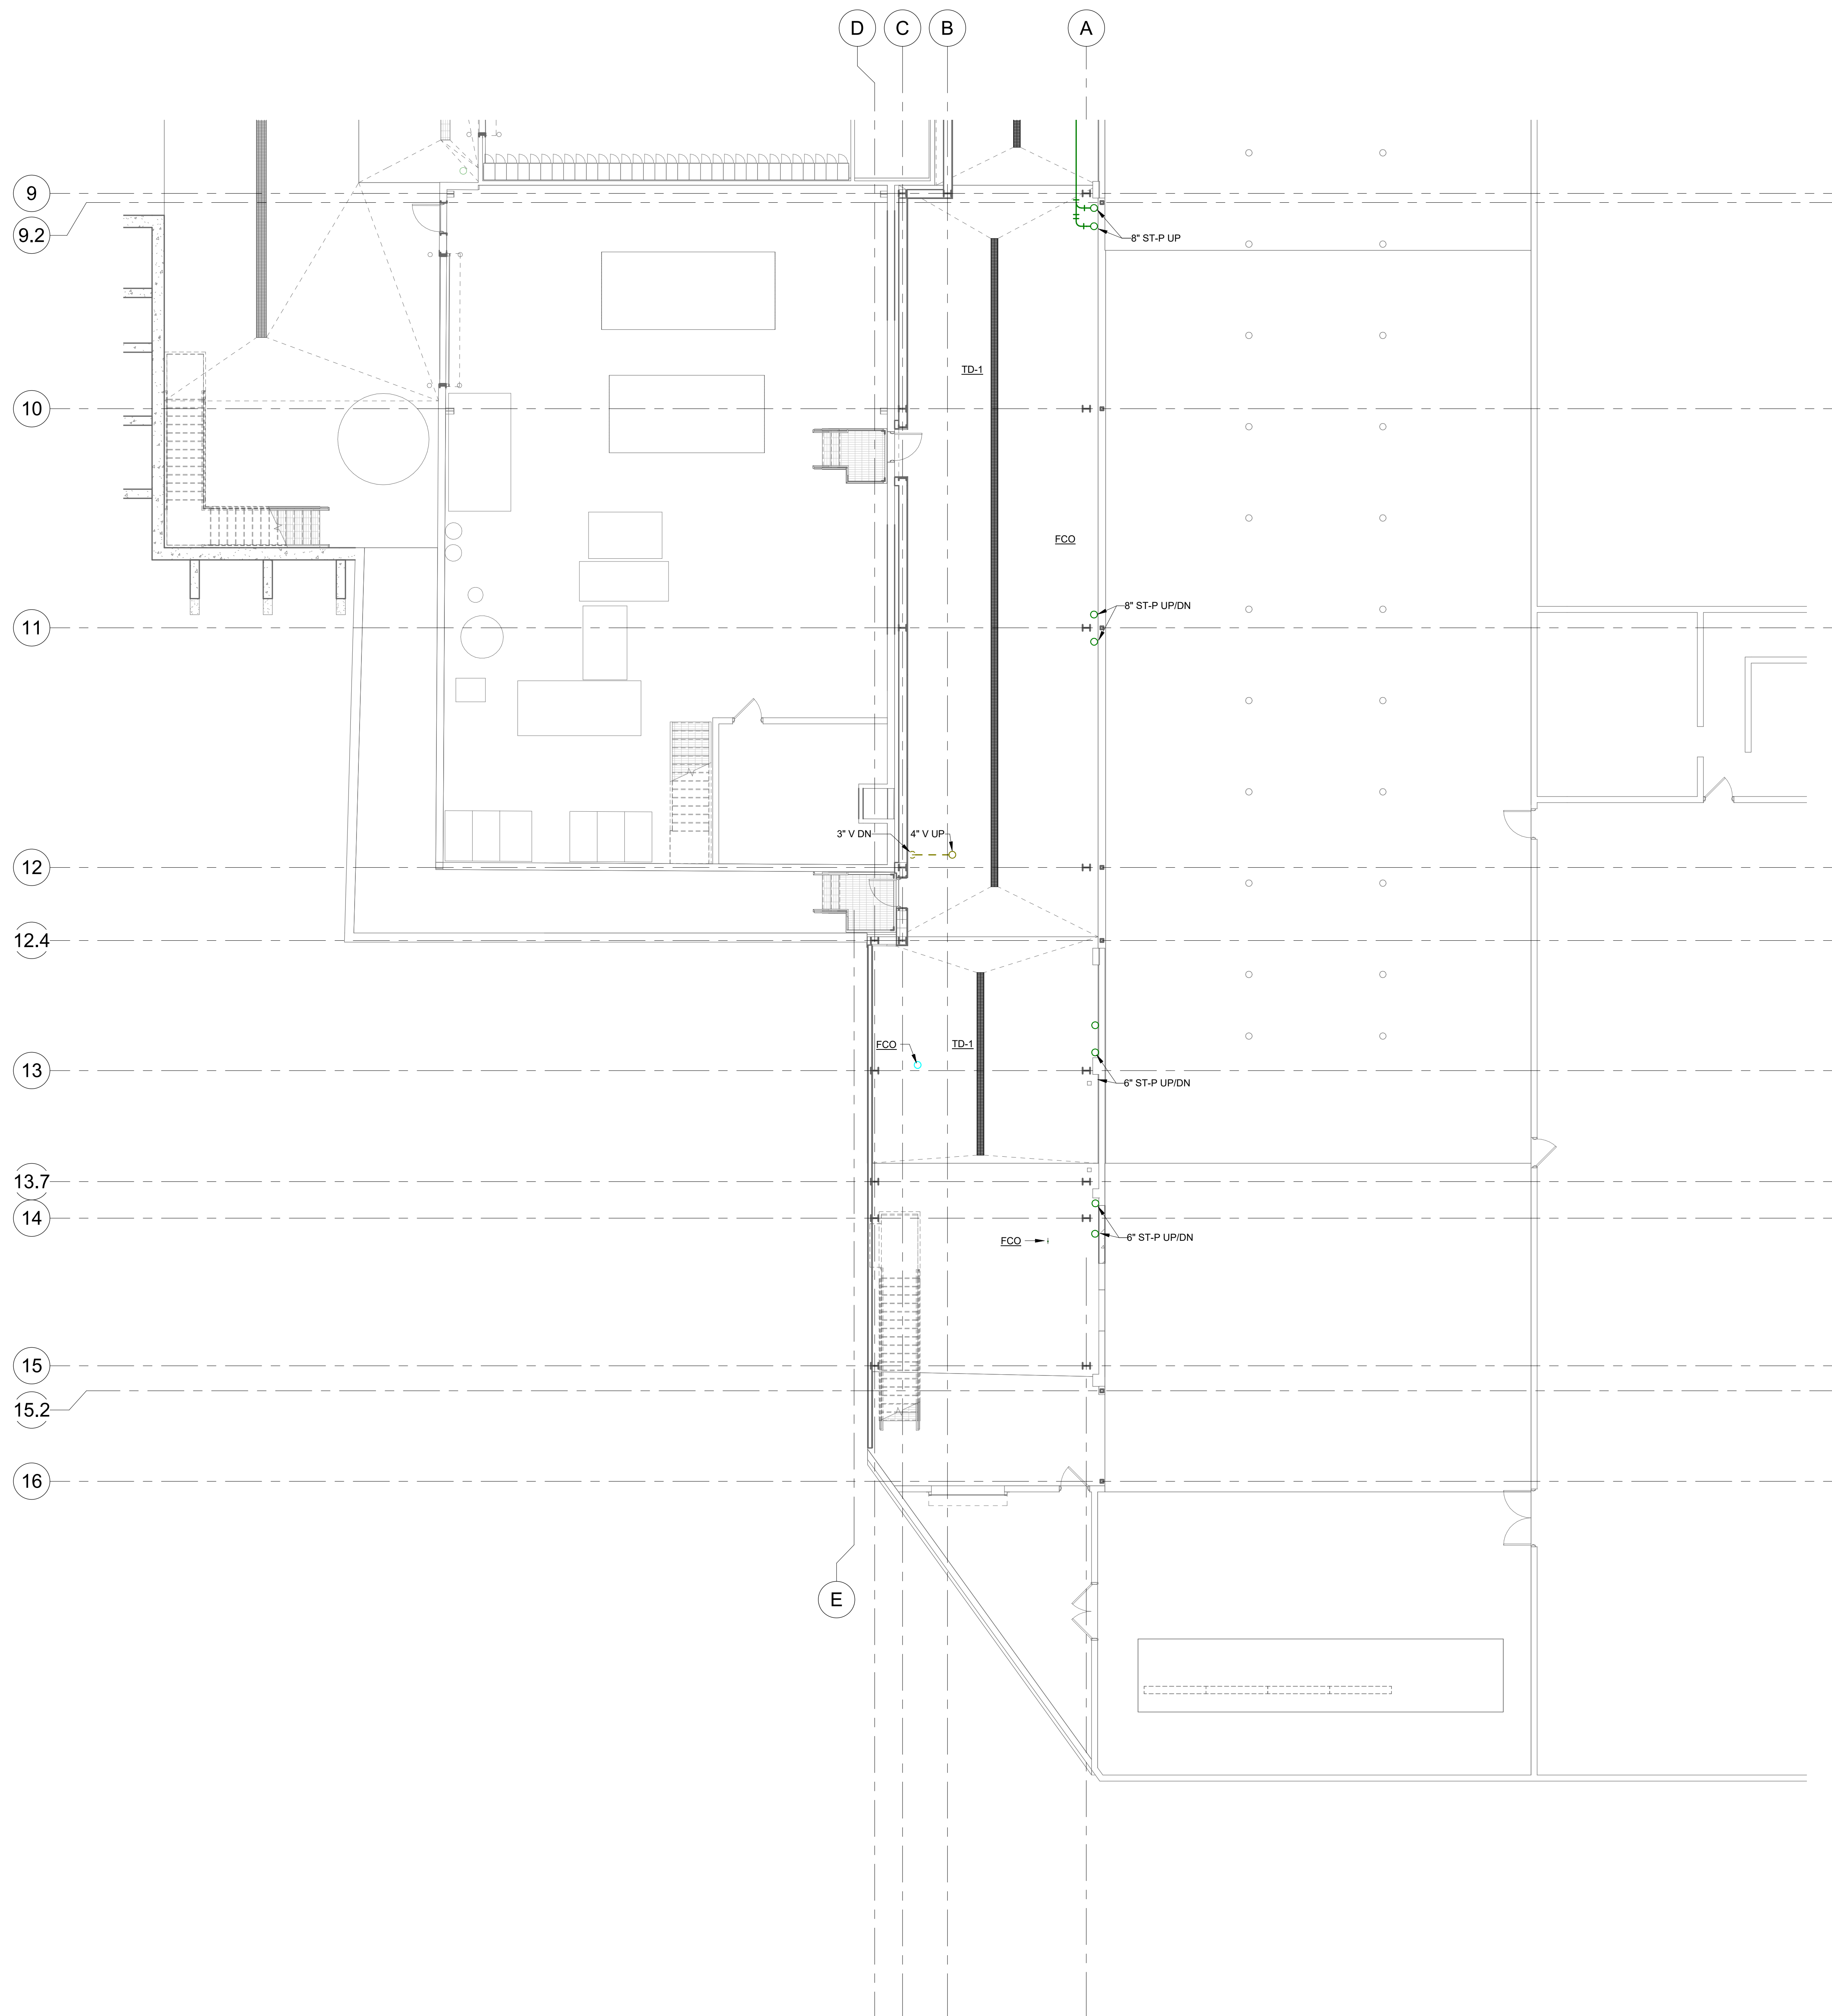 D
C
B
A
9
9.2
8" ST-P UP
TD-1
10
FCO
8" ST-P UP/DN
11
3" V DN
4" V UP
12
12.4
FCO
TD-1
13
6" ST-P UP/DN
13.7
14
6" ST-P UP/DN
FCO
15
15.2
16
E